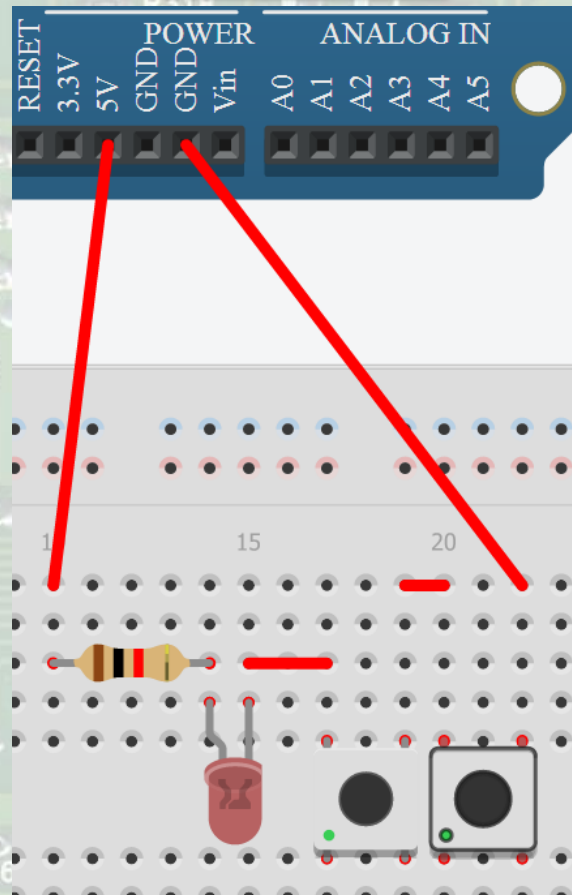 POWER
ANALOG IN
RESET
3.3V
5V
GND
GND
Vin
A0
A1
A2
A3
A4
A5
15
20